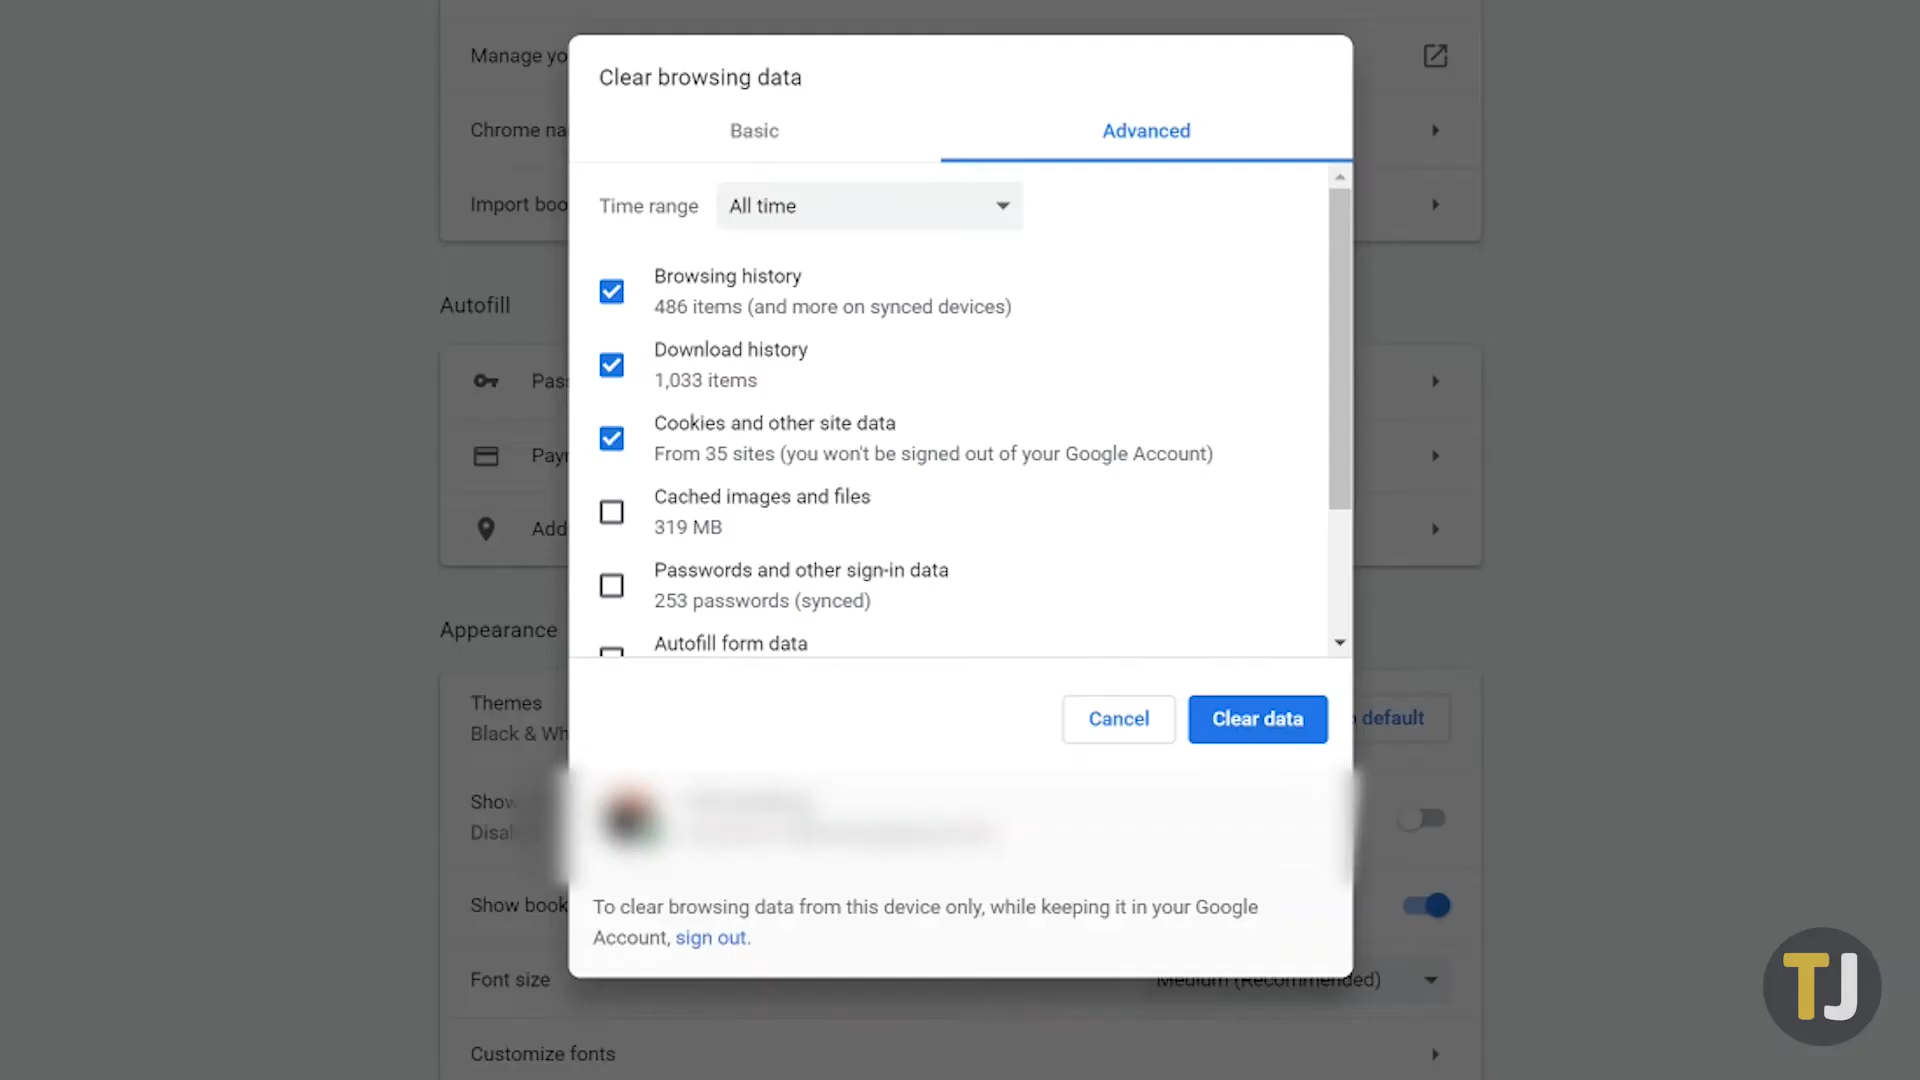 Manage yo
Clear browsing data
Chrome na
Basic
Advanced
Import boo
Time range
All time
Browsing history
486 items (and more on synced devices)
Autofill
Download history
1,033 items
Pass
Cookies and other site data
From 35 sites (you won't be signed out of your Google Account)
Payn
Cached images and files
319 MB
Add
Passwords and other sign-in data
253 passwords (synced)
Appearance
Autofill form data
Themes
Black & Wh
Cancel
Clear data
default
Show
Disal
Show book
To clear browsing data from this device only, while keeping it in your Google
Account, sign out.
Font size
Medium (Recommended)
Customize fonts
TJ